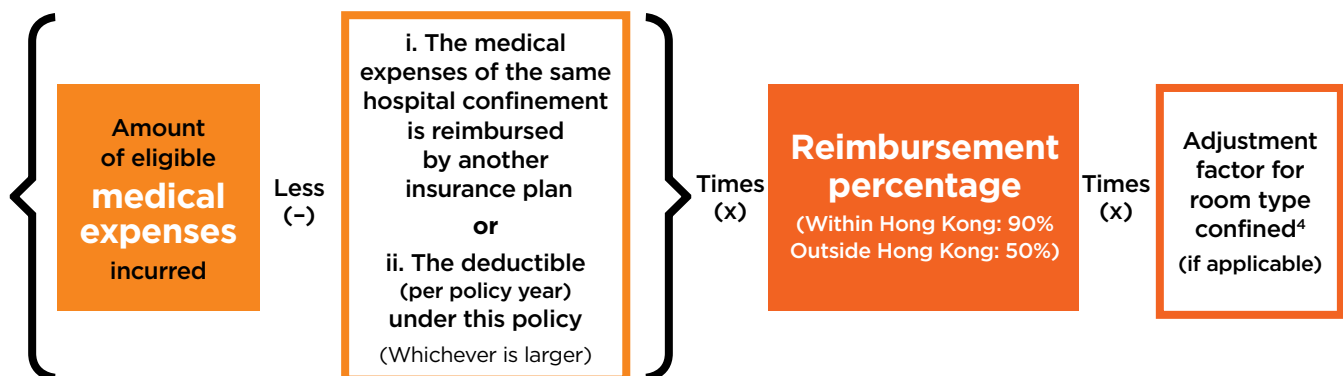 Amount
of eligible
medical
expenses
incurred
Less
(–)
i. The medical
expenses of the same
hospital confinement
is reimbursed
by another
insurance plan
or
ii. The deductible
(per policy year)
under this policy
(Whichever is larger)
Times
(x)
Reimbursement
percentage
(Within Hong Kong: 90%
Outside Hong Kong: 50%)
Times
(x)
Adjustment
factor for
room type
confined⁴
(if applicable)